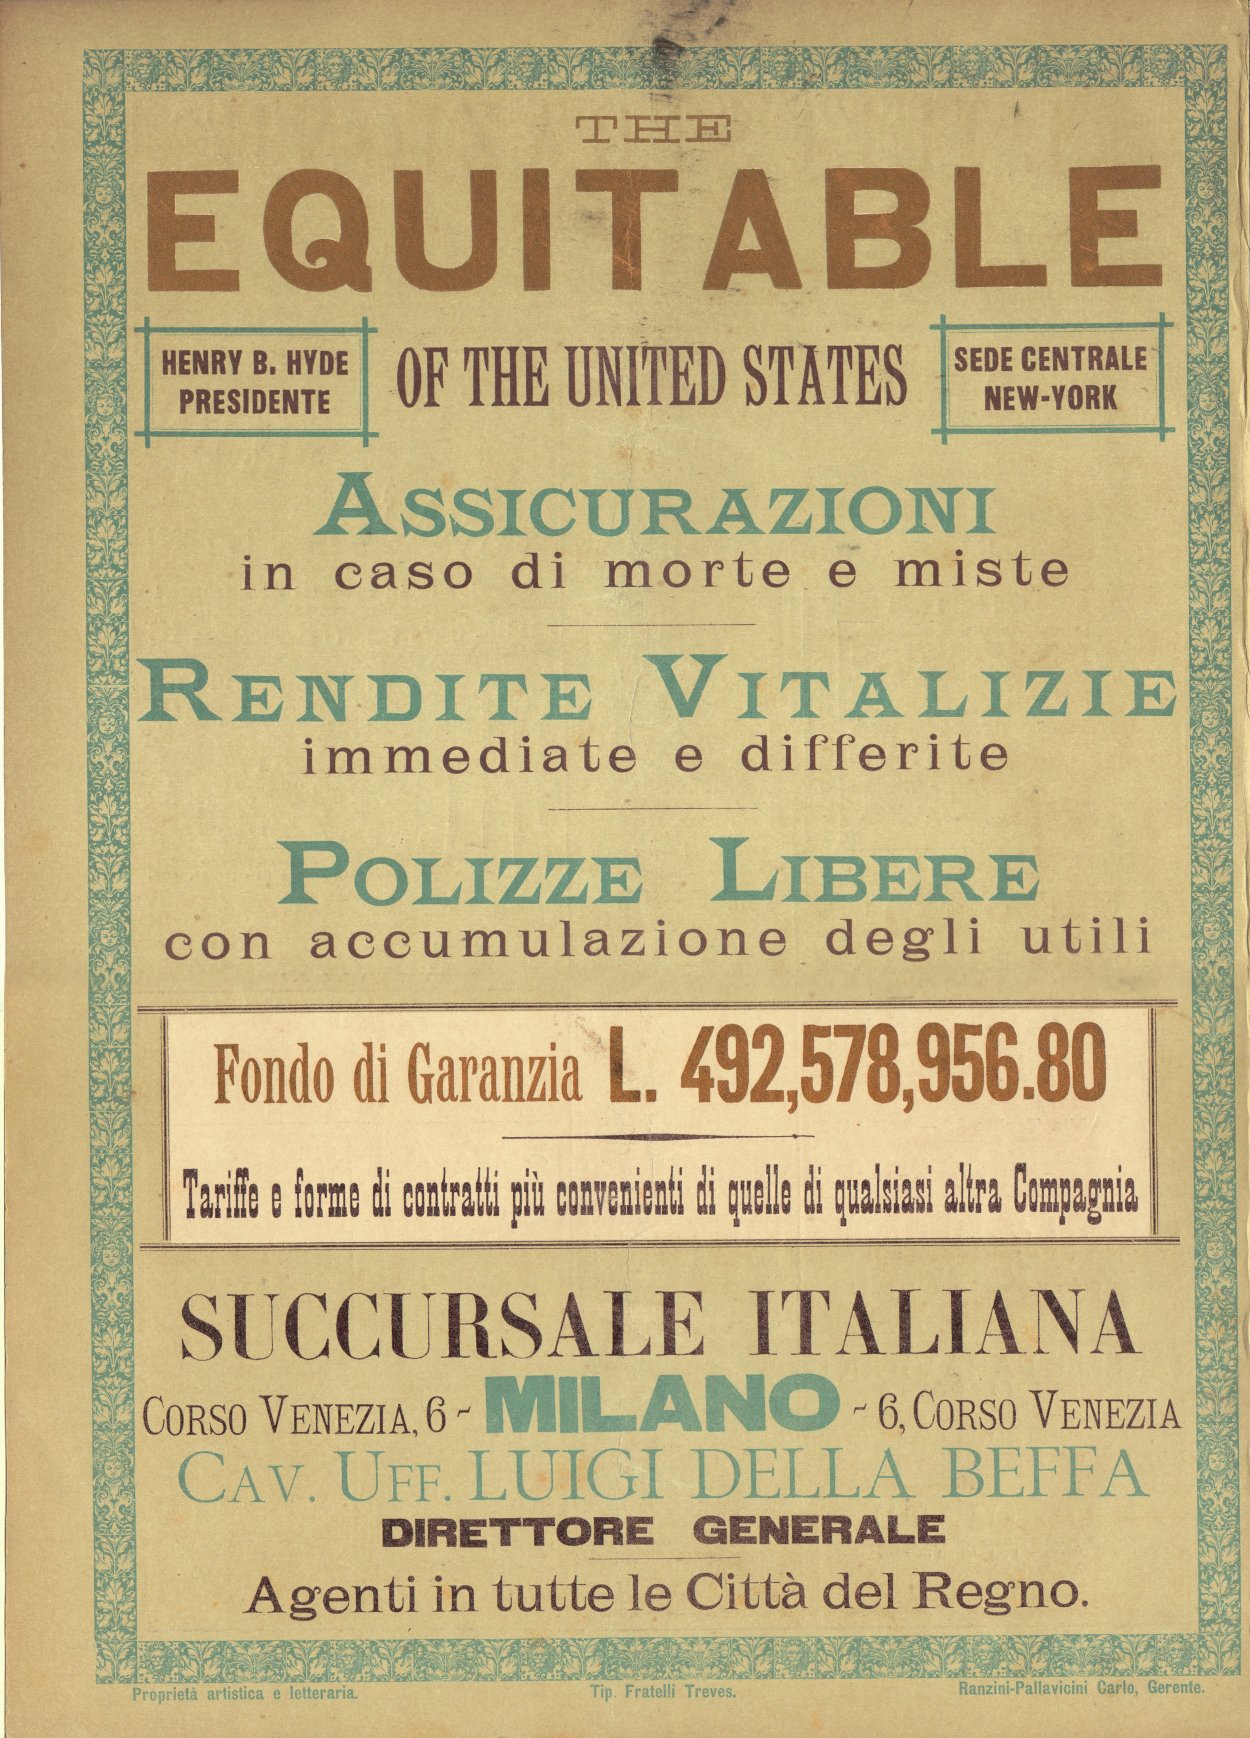 THE
EQUITABLE
HENRY B. HYDE
PRESIDENTE
OF THE UNITED STATES
SEDE CENTRALE
NEW-YORK
ASSICURAZIONI
in caso di morte e miste
RENDITE VITALIZIE
immediate e differite
POLIZZE LIBERE
con accumulazione degli utili
Fondo di Garanzia L. 492,578,956.80
Tariffe e forme di contratti più convenienti di quelle di qualsiasi altra Compagnia
SUCCURSALE ITALIANA
CORSO VENEZIA, 6 - MILANO - 6, CORSO VENEZIA
CAV. UFF. LUIGI DELLA BEFFA
DIRETTORE GENERALE
Agenti in tutte le Città del Regno.
Proprietà artistica e letteraria. Tip. Fratelli Treves. Ranzini-Pallavicini Carlo, Gerente.